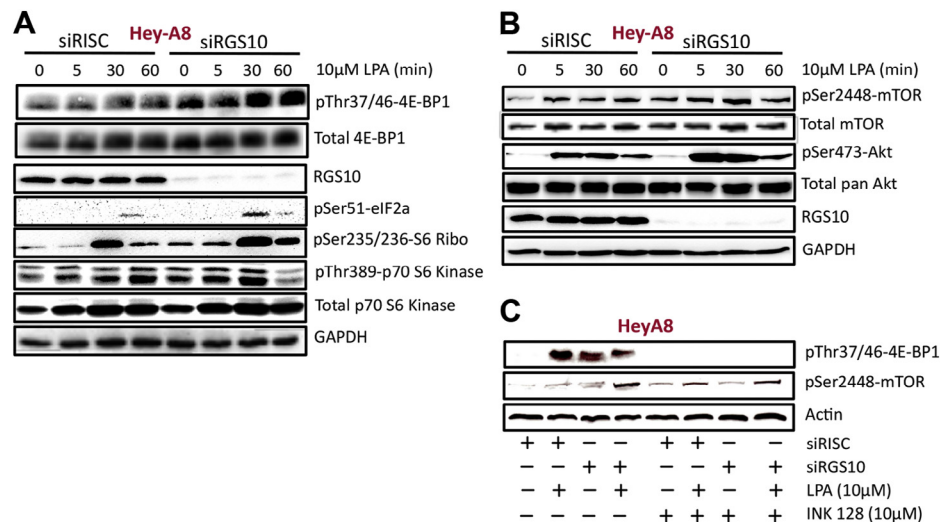 A
Hey-A8
siRISC siRGS10
0 5 30 60 0 5 30 60 10µM LPA (min)
pThr37/46-4E-BP1
Total 4E-BP1
RGS10
pSer51-eIF2a
pSer235/236-S6 Ribo
pThr389-p70 S6 Kinase
Total p70 S6 Kinase
GAPDH
B
Hey-A8
siRISC siRGS10
0 5 30 60 0 5 30 60 10µM LPA (min)
pSer2448-mTOR
Total mTOR
pSer473-Akt
Total pan Akt
RGS10
GAPDH
C
HeyA8
pThr37/46-4E-BP1
pSer2448-mTOR
Actin
+ + − − + + − − siRISC
− − + + − − + + siRGS10
− + − + − + − + LPA (10µM)
− − − − + + + + INK 128 (10µM)